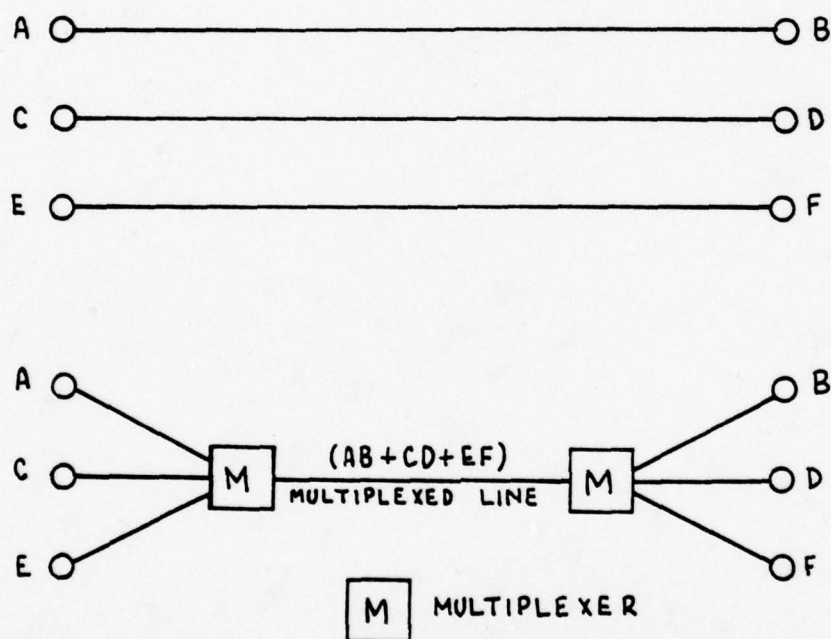 A B
C D
E F
A B
(AB+CD+EF)
C M M D
MULTIPLEXED LINE
E F
M MULTIPLEXER